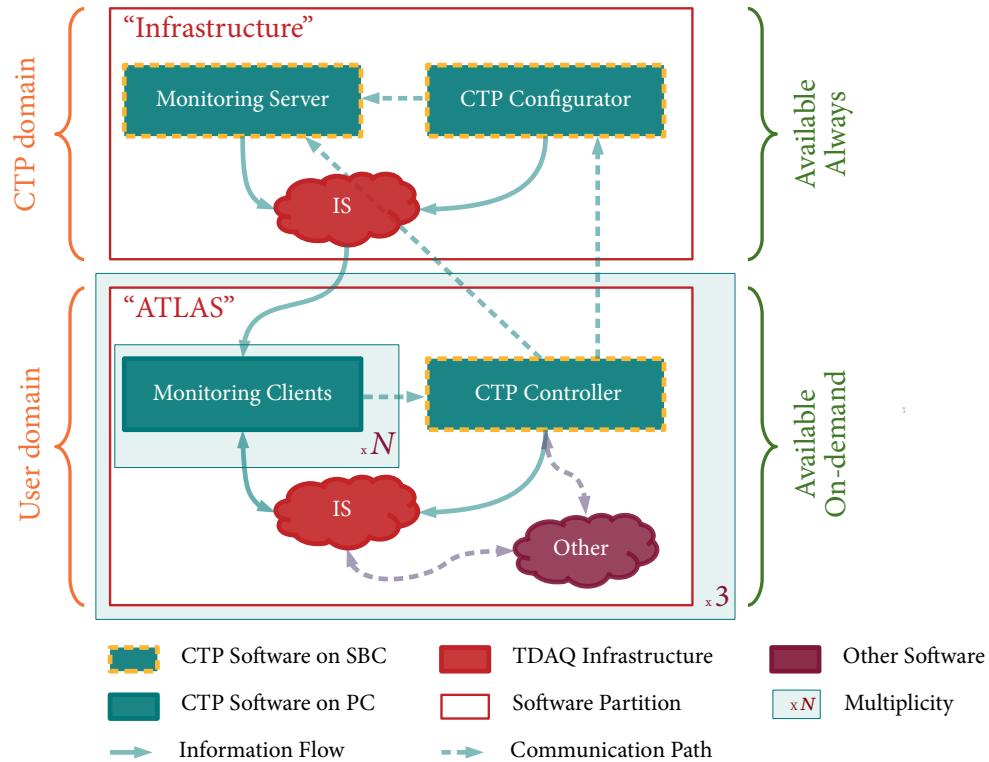 “Infrastructure”
Monitoring Server
CTP Configurator
IS
CTP domain
Available
Always
“ATLAS”
Monitoring Clients
CTP Controller
x N
IS
Other
x 3
User domain
Available
On-demand
CTP Software on SBC
TDAQ Infrastructure
Other Software
CTP Software on PC
Software Partition
x N
Multiplicity
Information Flow
Communication Path